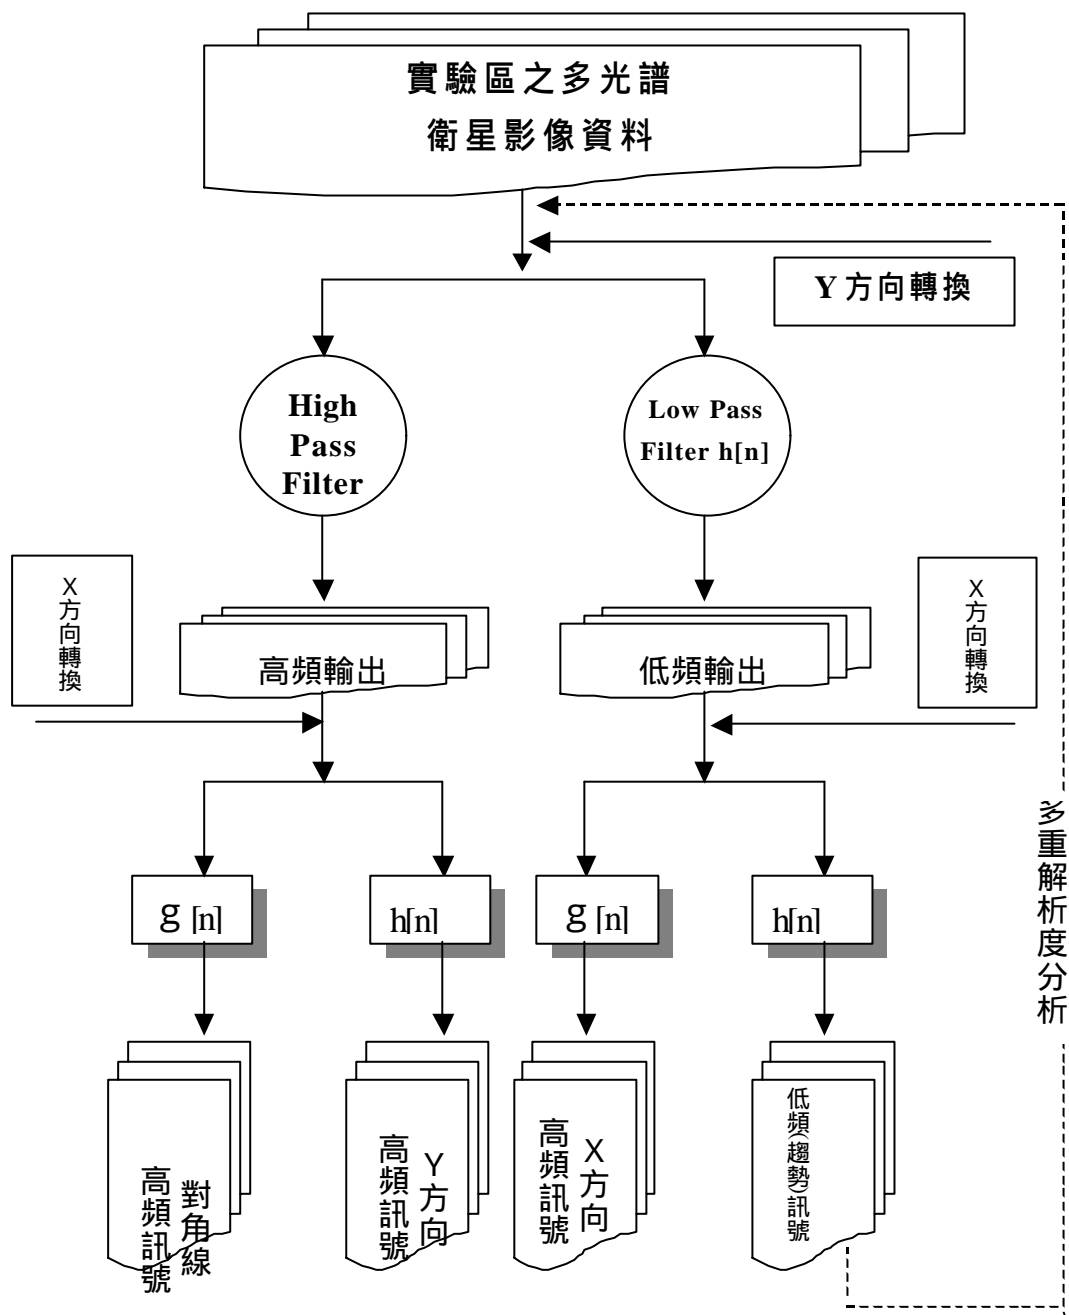 實驗區之多光譜
衛星影像資料
Y 方向轉換
High
Pass
Filter
Low Pass
Filter h[n]
X方向轉換
高頻輸出
低頻輸出
X方向轉換
多重解析度分析
g [n]
h[n]
g [n]
h[n]
對角線
高頻訊號
Y方向
高頻訊號
X方向
高頻訊號
低頻(趨勢)訊號